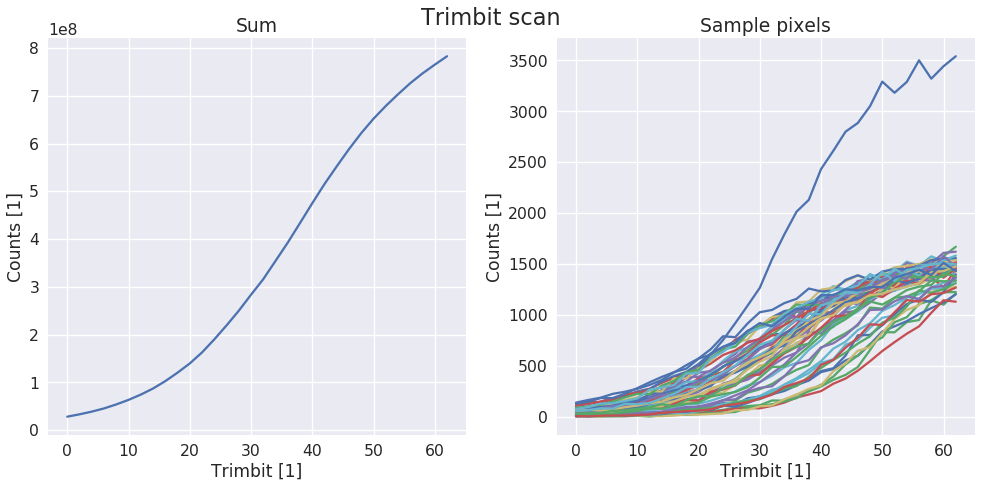 Trimbit scan
Sum
1e8
8
7
6
5
4
3
2
1
0
Counts [1]
0 10 20 30 40 50 60
Trimbit [1]
Sample pixels
3500
3000
2500
2000
1500
1000
500
0
Counts [1]
0 10 20 30 40 50 60
Trimbit [1]